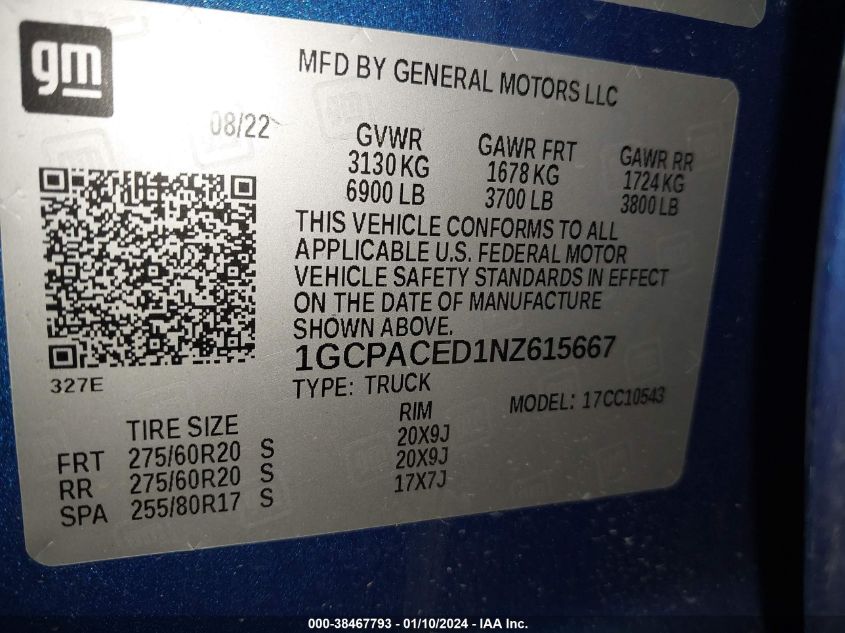 gm
MFD BY GENERAL MOTORS LLC
08/22
GVWR
3130 KG
6900 LB
GAWR FRT
1678 KG
3700 LB
GAWR RR
1724 KG
3800 LB
THIS VEHICLE CONFORMS TO ALL
APPLICABLE U.S. FEDERAL MOTOR
VEHICLE SAFETY STANDARDS IN EFFECT
ON THE DATE OF MANUFACTURE
SHOWN ABOVE.
1GCPACED1NZ615667
327E
TYPE: TRUCK
MODEL: 17CC10543
TIRE SIZE RIM
FRT 275/60R20 S 20X9J
RR 275/60R20 S 20X9J
SPA 255/80R17 S 17X7J
000-38467793 - 01/10/2024 - IAA Inc.